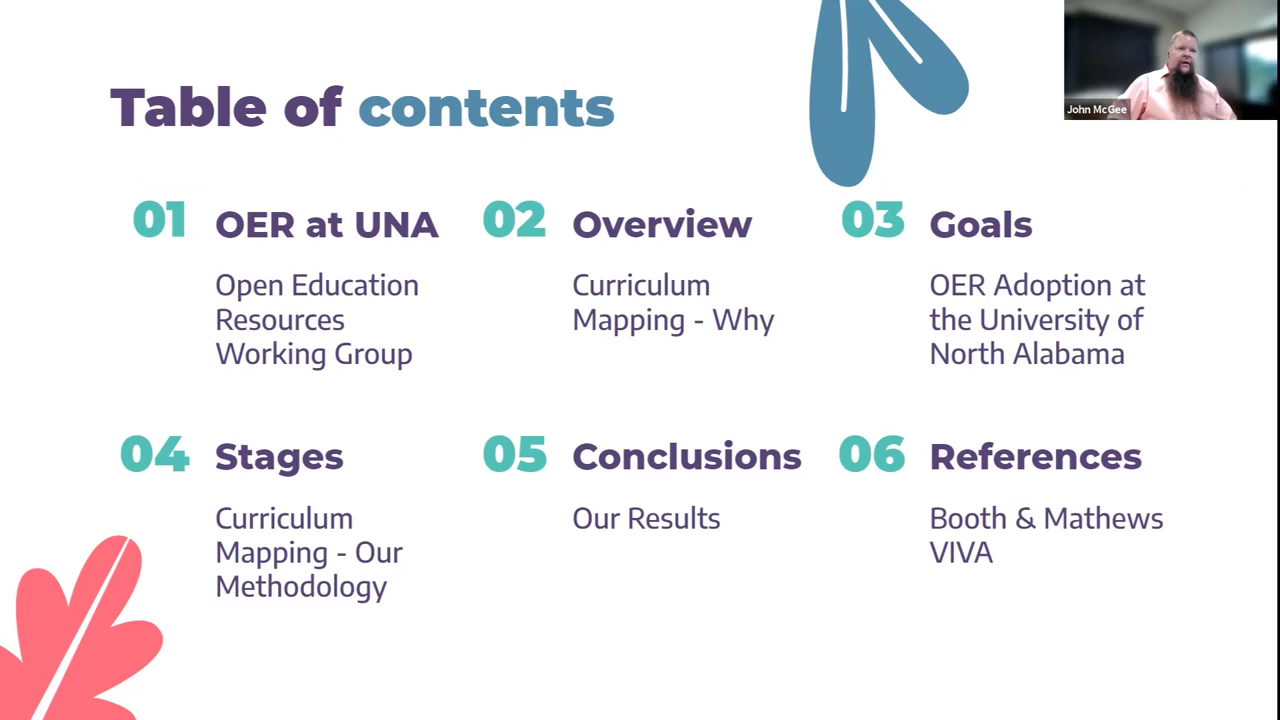 Table of contents
John McGee
01 OER at UNA
Open Education
Resources
Working Group
02 Overview
Curriculum
Mapping - Why
03 Goals
OER Adoption at
the University of
North Alabama
04 Stages
Curriculum
Mapping - Our
Methodology
05 Conclusions
Our Results
06 References
Booth & Mathews
VIVA